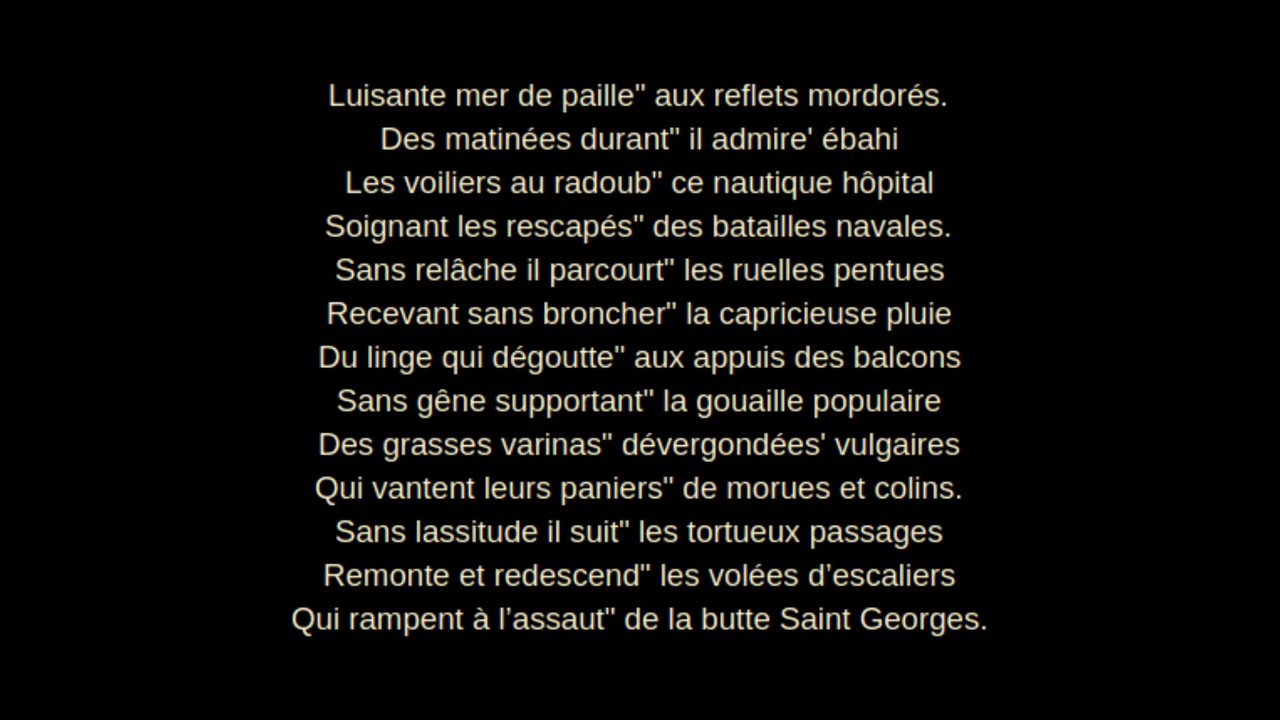 Luisante mer de paille" aux reflets mordorés.
Des matinées durant" il admire' ébahi
Les voiliers au radoub" ce nautique hôpital
Soignant les rescapés" des batailles navales.
Sans relâche il parcourt" les ruelles pentues
Recevant sans broncher" la capricieuse pluie
Du linge qui dégoutte" aux appuis des balcons
Sans gêne supportant" la gouaille populaire
Des grasses varinas" dévergondées' vulgaires
Qui vantent leurs paniers" de morues et colins.
Sans lassitude il suit" les tortueux passages
Remonte et redescend" les volées d’escaliers
Qui rampent à l’assaut" de la butte Saint Georges.